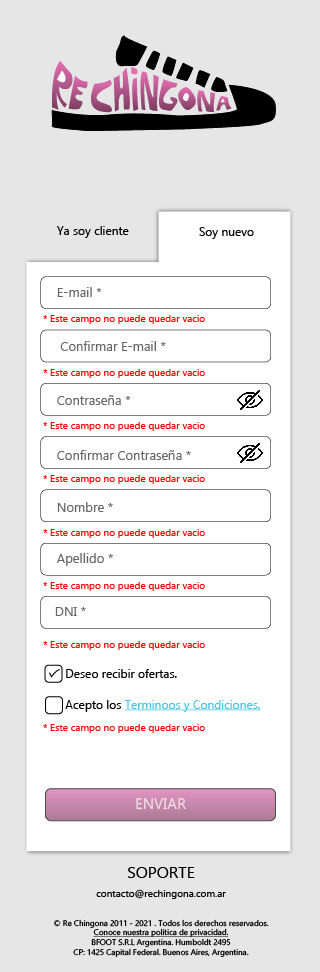 RE CHINGONA
Ya soy cliente
Soy nuevo
E-mail *
* Este campo no puede quedar vacio
Confirmar E-mail *
* Este campo no puede quedar vacio
Contraseña *
* Este campo no puede quedar vacio
Confirmar Contraseña *
* Este campo no puede quedar vacio
Nombre *
* Este campo no puede quedar vacio
Apellido *
* Este campo no puede quedar vacio
DNI *
* Este campo no puede quedar vacio
Deseo recibir ofertas.
Acepto los Terminoos y Condiciones.
* Este campo no puede quedar vacio
ENVIAR
SOPORTE
contacto@rechingona.com.ar
© Re Chingona 2011 - 2021 . Todos los derechos reservados.
Conoce nuestra politica de privacidad.
BFOOT S.R.L Argentina. Humboldt 2495
CP: 1425 Capital Federal. Buenos Aires, Argentina.